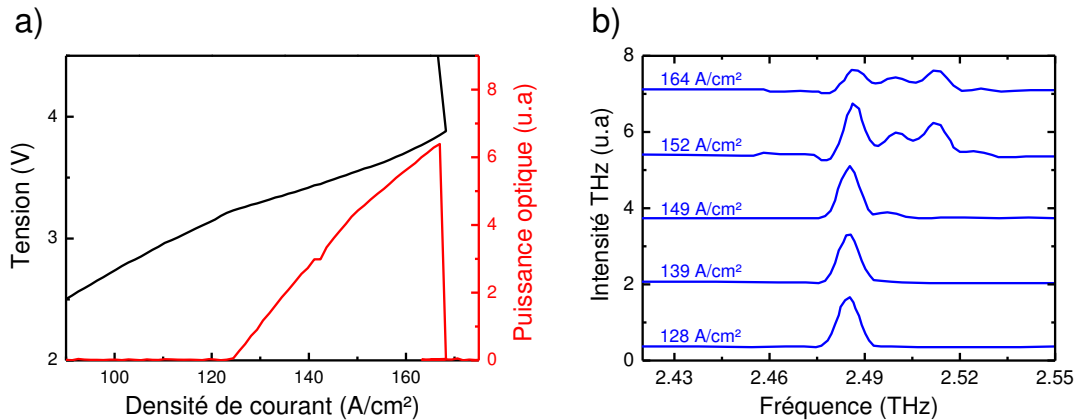 a)
4
3
2
Tension (V)
100
120
140
160
Densité de courant (A/cm²)
0
2
4
6
8
Puissance optique (u.a)
b)
8
6
4
2
0
Intensité THz (u.a)
164 A/cm²
152 A/cm²
149 A/cm²
139 A/cm²
128 A/cm²
2.43
2.46
2.49
2.52
2.55
Fréquence (THz)